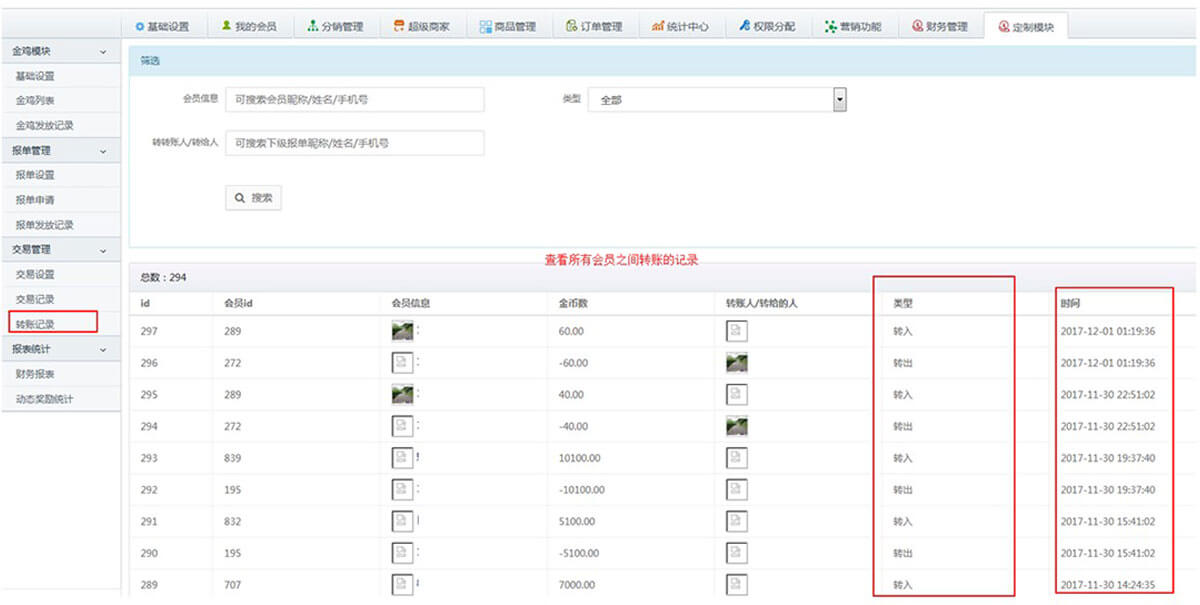 基础设置 我的会员 分销管理 超级商家 商品管理 订单管理 统计中心 权限分配 营销功能 财务管理 定制模块
金鸡模块
基础设置
金鸡列表
金鸡发放记录
报单管理
报单设置
报单申请
报单发放记录
交易管理
交易设置
交易记录
转账记录
报表统计
财务报表
动态奖励统计
筛选
会员信息 可搜索会员昵称/姓名/手机号 类型 全部
转转账人/转给人 可搜索下级报单昵称/姓名/手机号
搜索
查看所有会员之间转账的记录
总数：294
id 会员id 会员信息 金币数 转账人/转给的人 类型 时间
297 289 : 60.00 转入 2017-12-01 01:19:36
296 272 : -60.00 转出 2017-12-01 01:19:36
295 289 : 40.00 转入 2017-11-30 22:51:02
294 272 : -40.00 转出 2017-11-30 22:51:02
293 839 10100.00 转入 2017-11-30 19:37:40
292 195 : -10100.00 转出 2017-11-30 19:37:40
291 832 5100.00 转入 2017-11-30 15:41:02
290 195 : -5100.00 转出 2017-11-30 15:41:02
289 707 7000.00 转入 2017-11-30 14:24:35